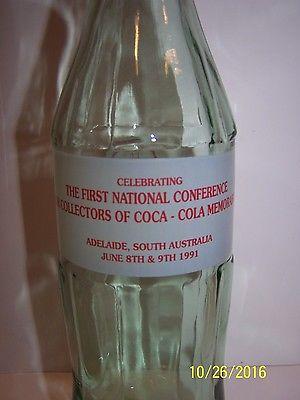 CELEBRATING
THE FIRST NATIONAL CONFERENCE
COLLECTORS OF COCA - COLA
ADELAIDE, SOUTH AUSTRALIA
JUNE 8TH & 9TH 1991
10/26/2016